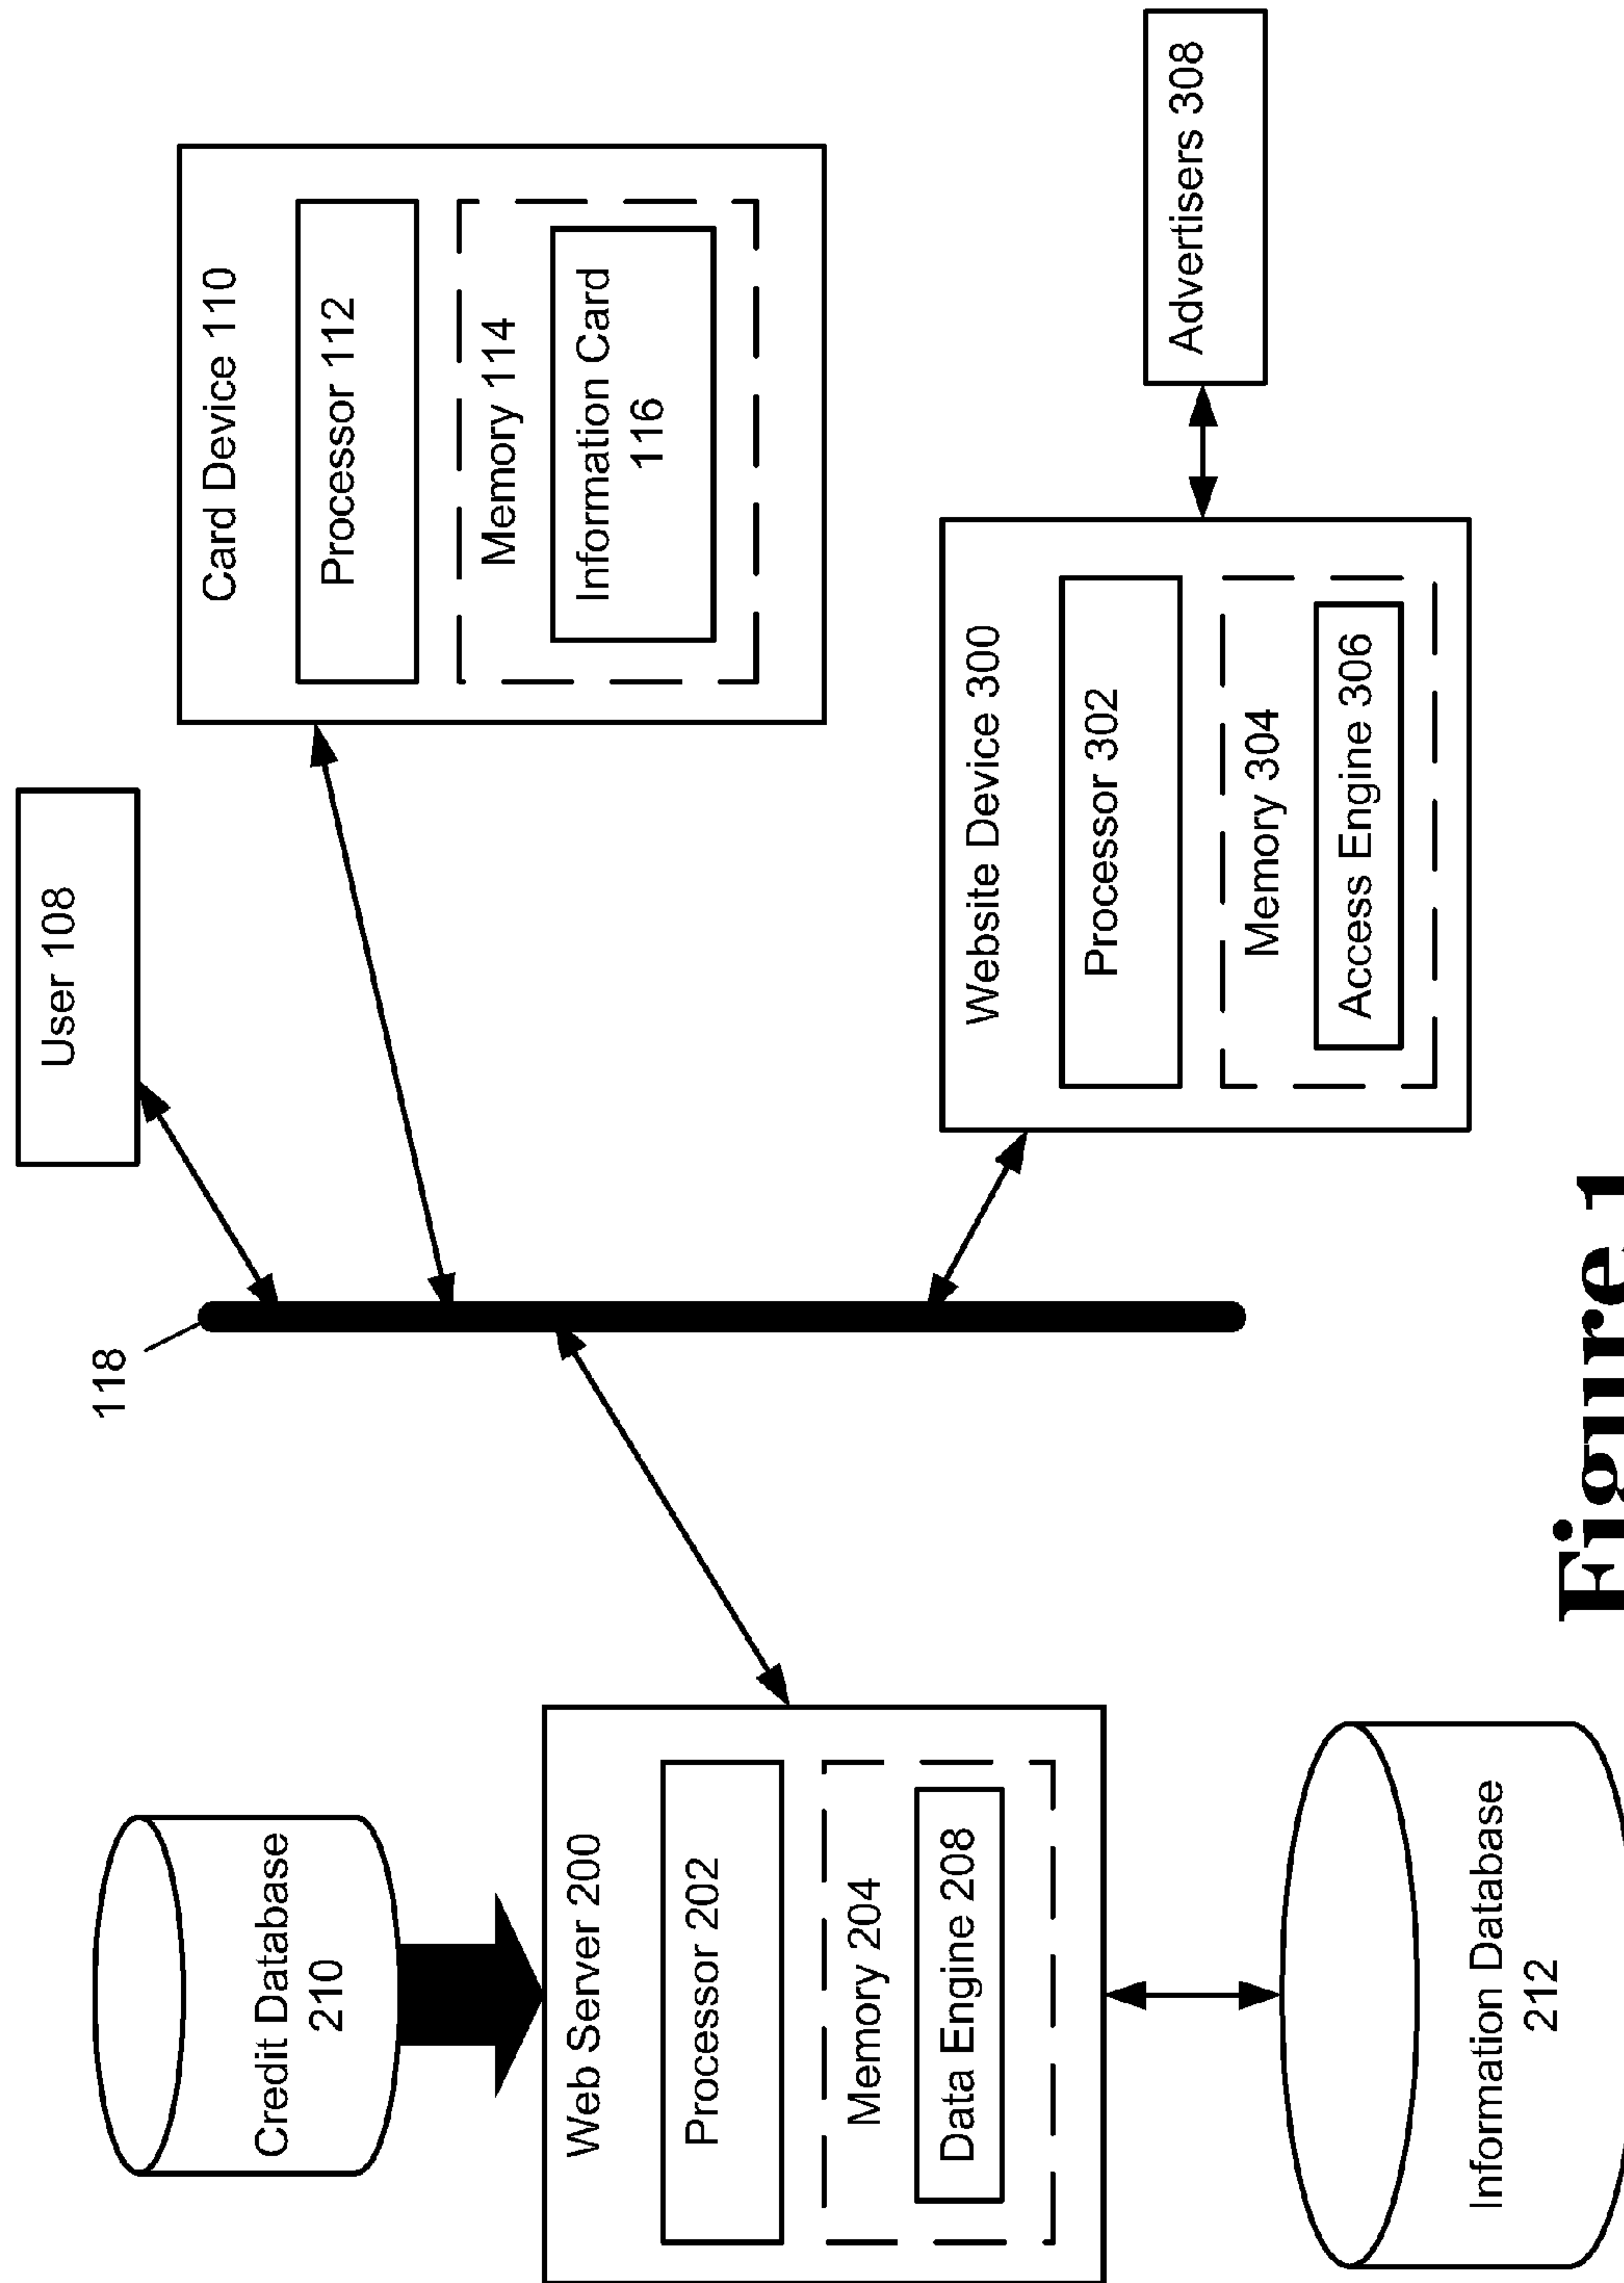 Credit Database
210
Web Server 200
Processor 202
Memory 204
Data Engine 208
Information Database
212
118
User 108
Card Device 110
Processor 112
Memory 114
Information Card
116
Website Device 300
Processor 302
Memory 304
Access Engine 306
Advertisers 308
Figure 1